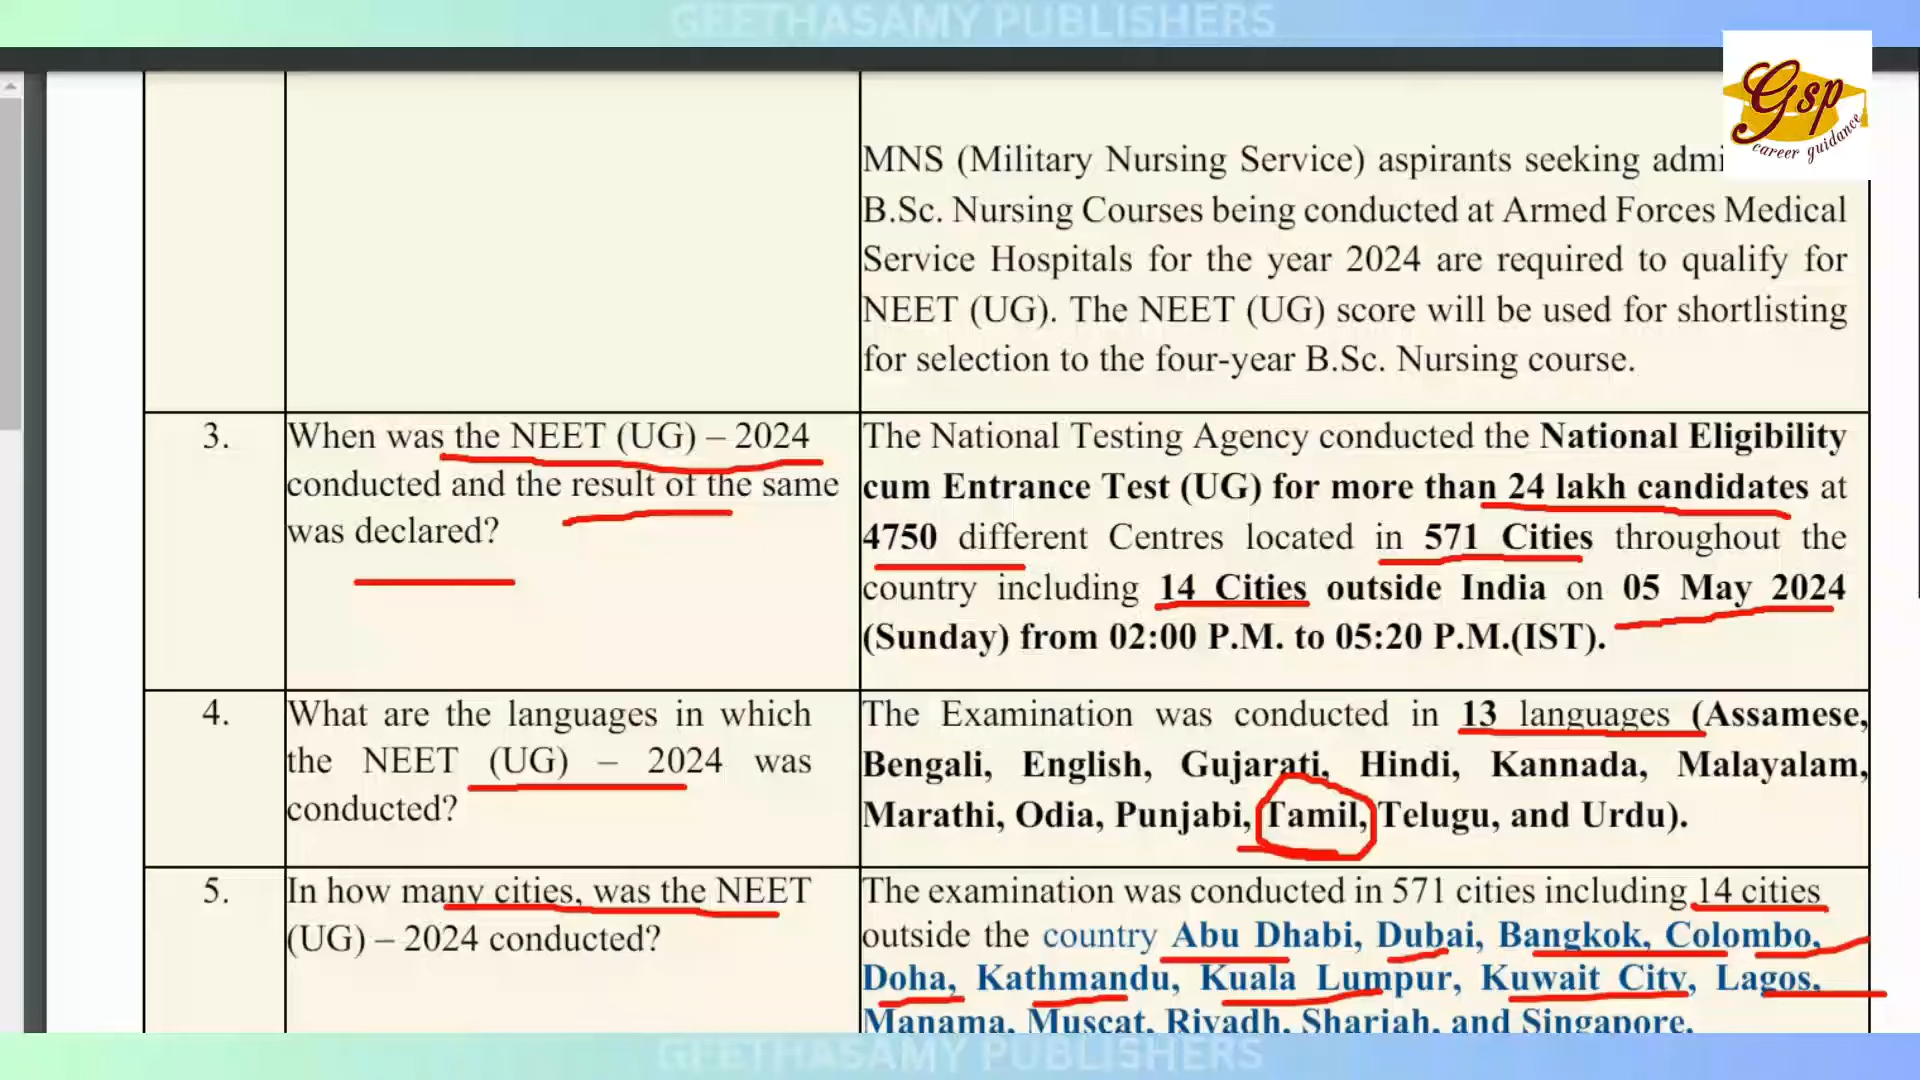 GEETHASAMY PUBLISHERS
Gsp
career guidance
MNS (Military Nursing Service) aspirants seeking
B.Sc. Nursing Courses being conducted at Armed Forces Medical
Service Hospitals for the year 2024 are required to qualify for
NEET (UG). The NEET (UG) score will be used for shortlisting
for selection to the four-year B.Sc. Nursing course.
3.
When was the NEET (UG) – 2024
conducted and the result of the same
was declared?
The National Testing Agency conducted the National Eligibility
cum Entrance Test (UG) for more than 24 lakh candidates at
4750 different Centres located in 571 Cities throughout the
country including 14 Cities outside India on 05 May 2024
(Sunday) from 02:00 P.M. to 05:20 P.M.(IST).
4.
What are the languages in which
the NEET (UG) – 2024 was
conducted?
The Examination was conducted in 13 languages (Assamese,
Bengali, English, Gujarati, Hindi, Kannada, Malayalam,
Marathi, Odia, Punjabi, Tamil, Telugu, and Urdu).
5.
In how many cities, was the NEET
(UG) – 2024 conducted?
The examination was conducted in 571 cities including 14 cities
outside the country Abu Dhabi, Dubai, Bangkok, Colombo,
Doha, Kathmandu, Kuala Lumpur, Kuwait City, Lagos,
Manama, Muscat, Riyadh, Sharjah, and Singapore.
GEETHASAMY PUBLISHERS